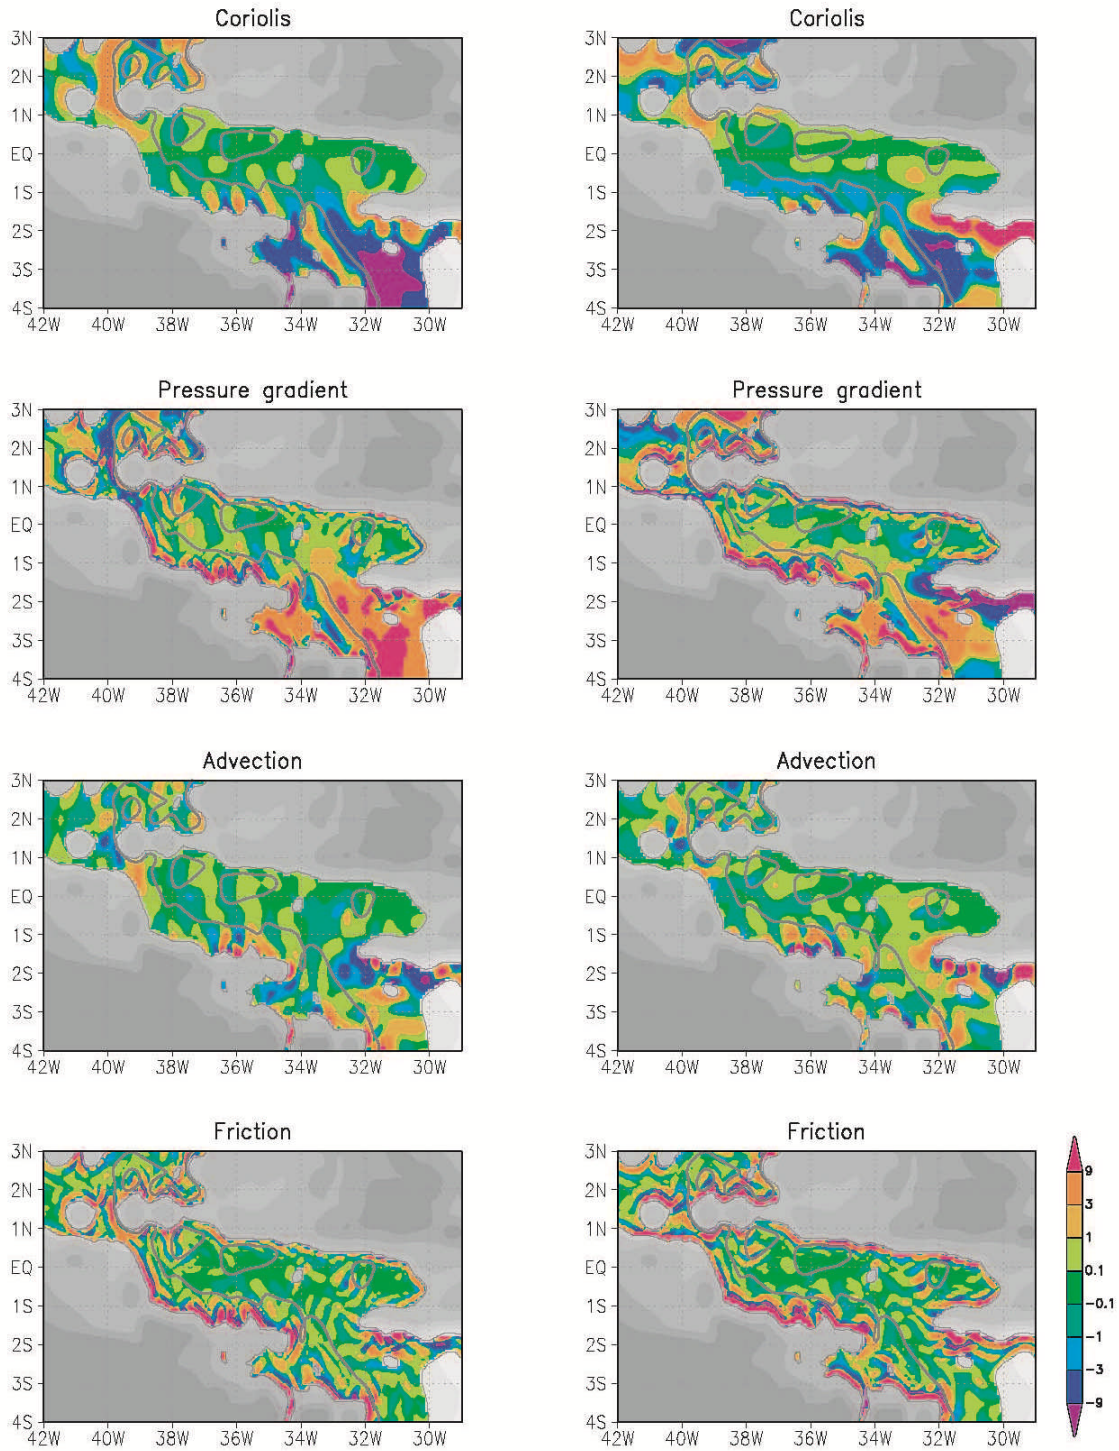 Coriolis
Coriolis
3N
2N
1N
EQ
1S
2S
3S
4S
42W 40W 38W 36W 34W 32W 30W
3N
2N
1N
EQ
1S
2S
3S
4S
42W 40W 38W 36W 34W 32W 30W
Pressure gradient
Pressure gradient
3N
2N
1N
EQ
1S
2S
3S
4S
42W 40W 38W 36W 34W 32W 30W
3N
2N
1N
EQ
1S
2S
3S
4S
42W 40W 38W 36W 34W 32W 30W
Advection
Advection
3N
2N
1N
EQ
1S
2S
3S
4S
42W 40W 38W 36W 34W 32W 30W
3N
2N
1N
EQ
1S
2S
3S
4S
42W 40W 38W 36W 34W 32W 30W
Friction
Friction
3N
2N
1N
EQ
1S
2S
3S
4S
42W 40W 38W 36W 34W 32W 30W
3N
2N
1N
EQ
1S
2S
3S
4S
42W 40W 38W 36W 34W 32W 30W
9
3
1
0.1
-0.1
-1
-3
-9